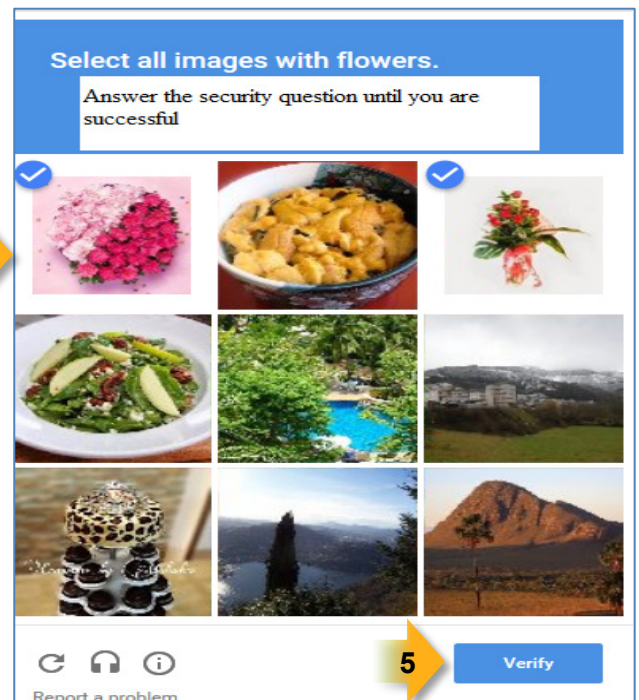 Select all images with flowers.
Answer the security question until you are
successful
5
Verify
Report a problem